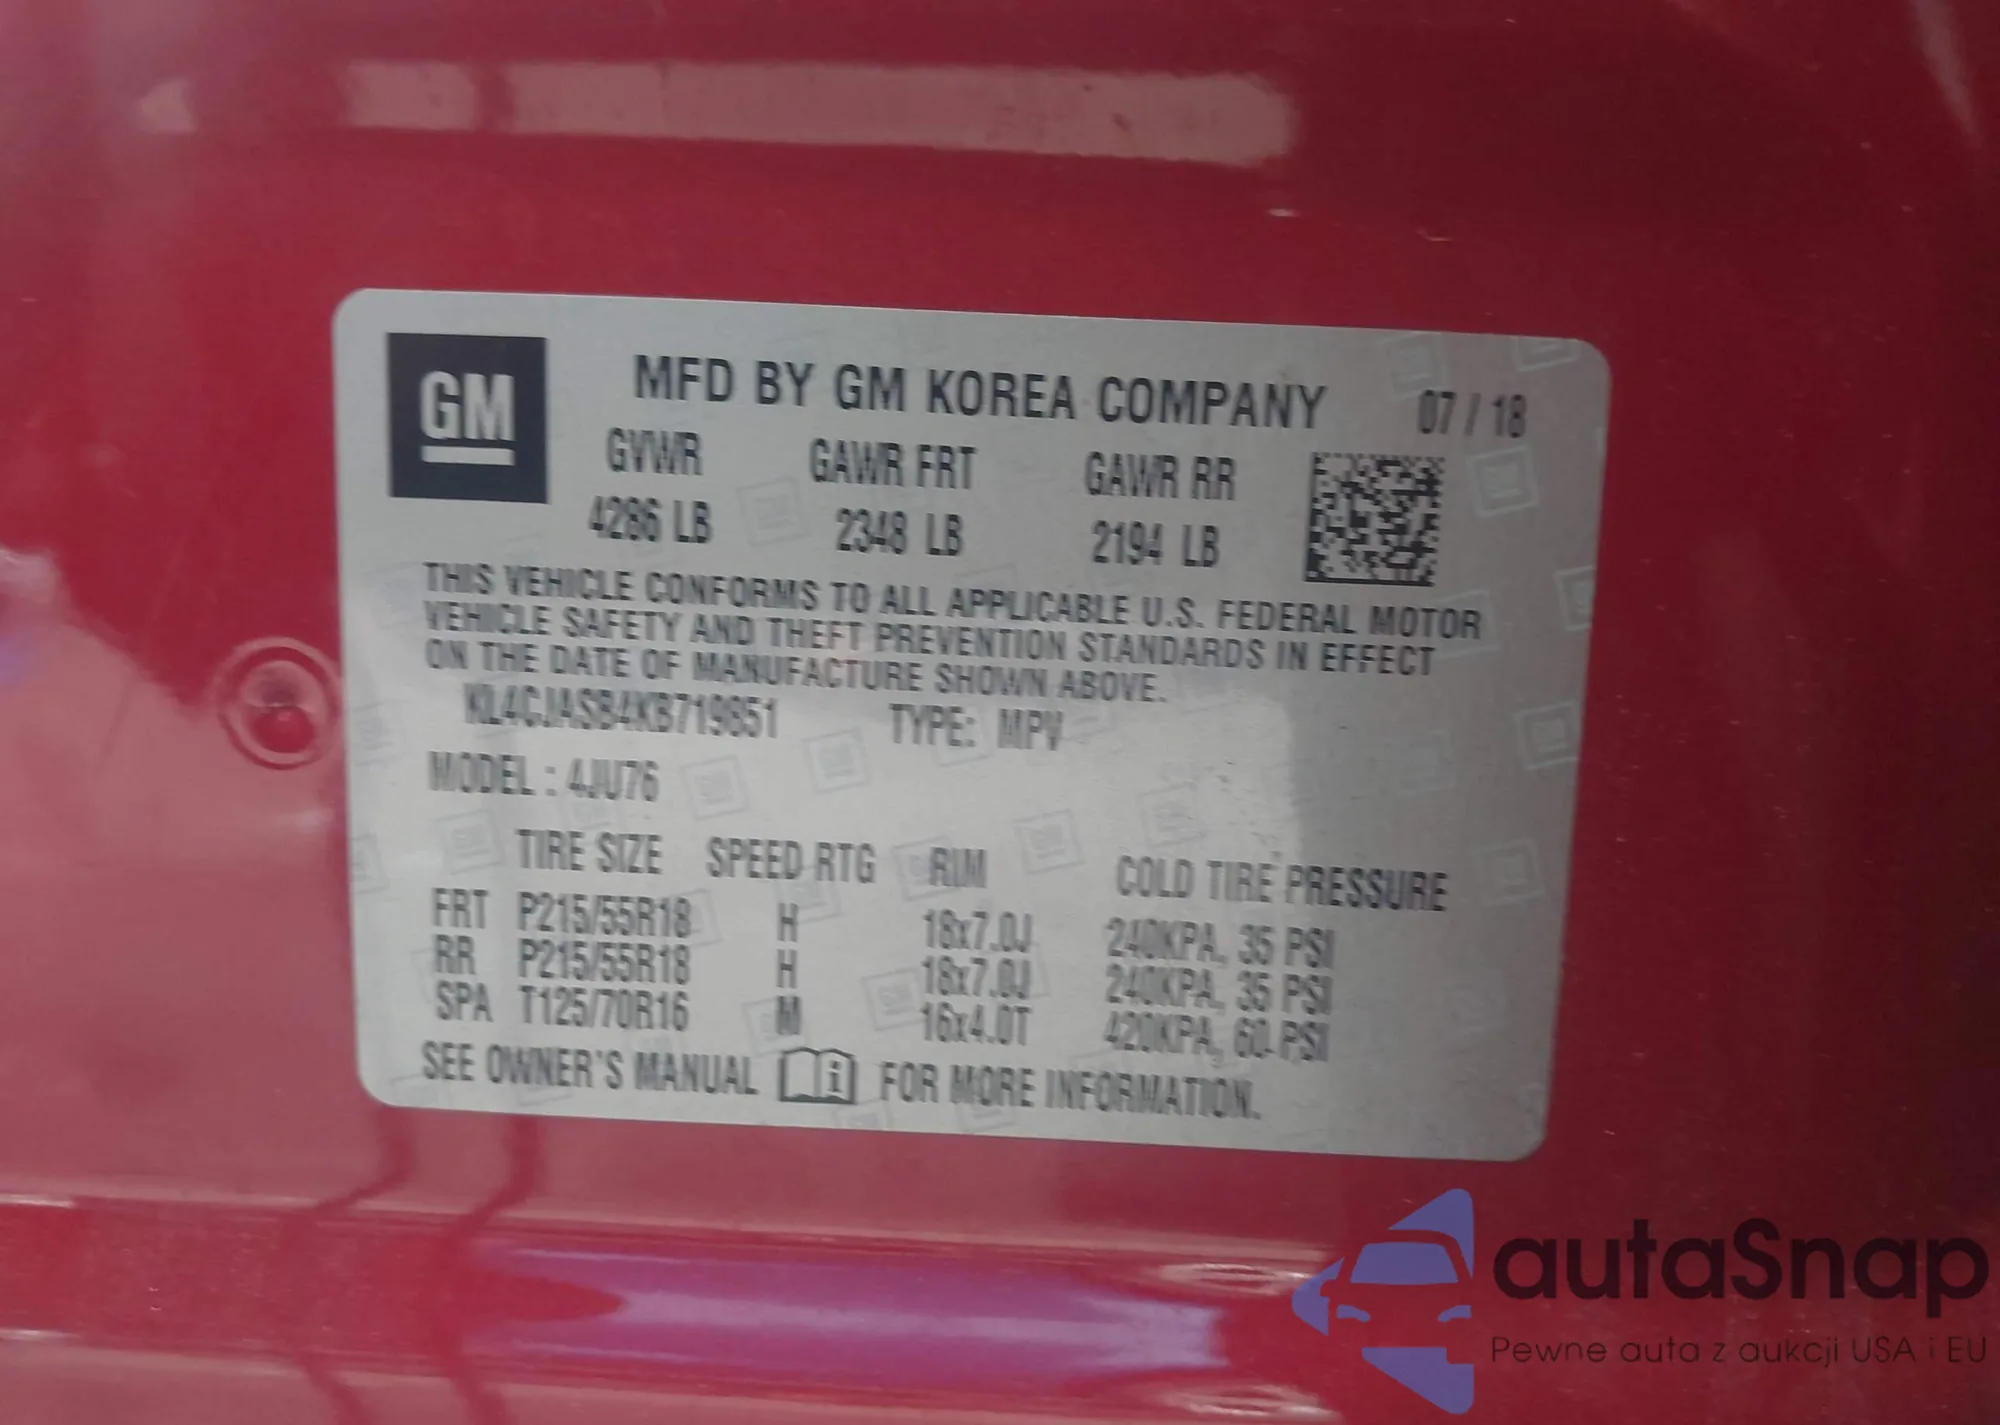 GM
MFD BY GM KOREA COMPANY 07 / 18
GVWR GAWR FRT GAWR RR
4286 LB 2348 LB 2194 LB
THIS VEHICLE CONFORMS TO ALL APPLICABLE U.S. FEDERAL MOTOR
VEHICLE SAFETY AND THEFT PREVENTION STANDARDS IN EFFECT
ON THE DATE OF MANUFACTURE SHOWN ABOVE.
KL4CJASB4KB719851 TYPE: MPV
MODEL : 4JU76
TIRE SIZE SPEED RTG RIM COLD TIRE PRESSURE
FRT P215/55R18 H 18x7.0J 240KPA, 35 PSI
RR P215/55R18 H 18x7.0J 240KPA, 35 PSI
SPA T125/70R16 M 16x4.0T 420KPA, 60 PSI
SEE OWNER'S MANUAL i FOR MORE INFORMATION.
autaSnap
Pewne auta z aukcji USA i EU